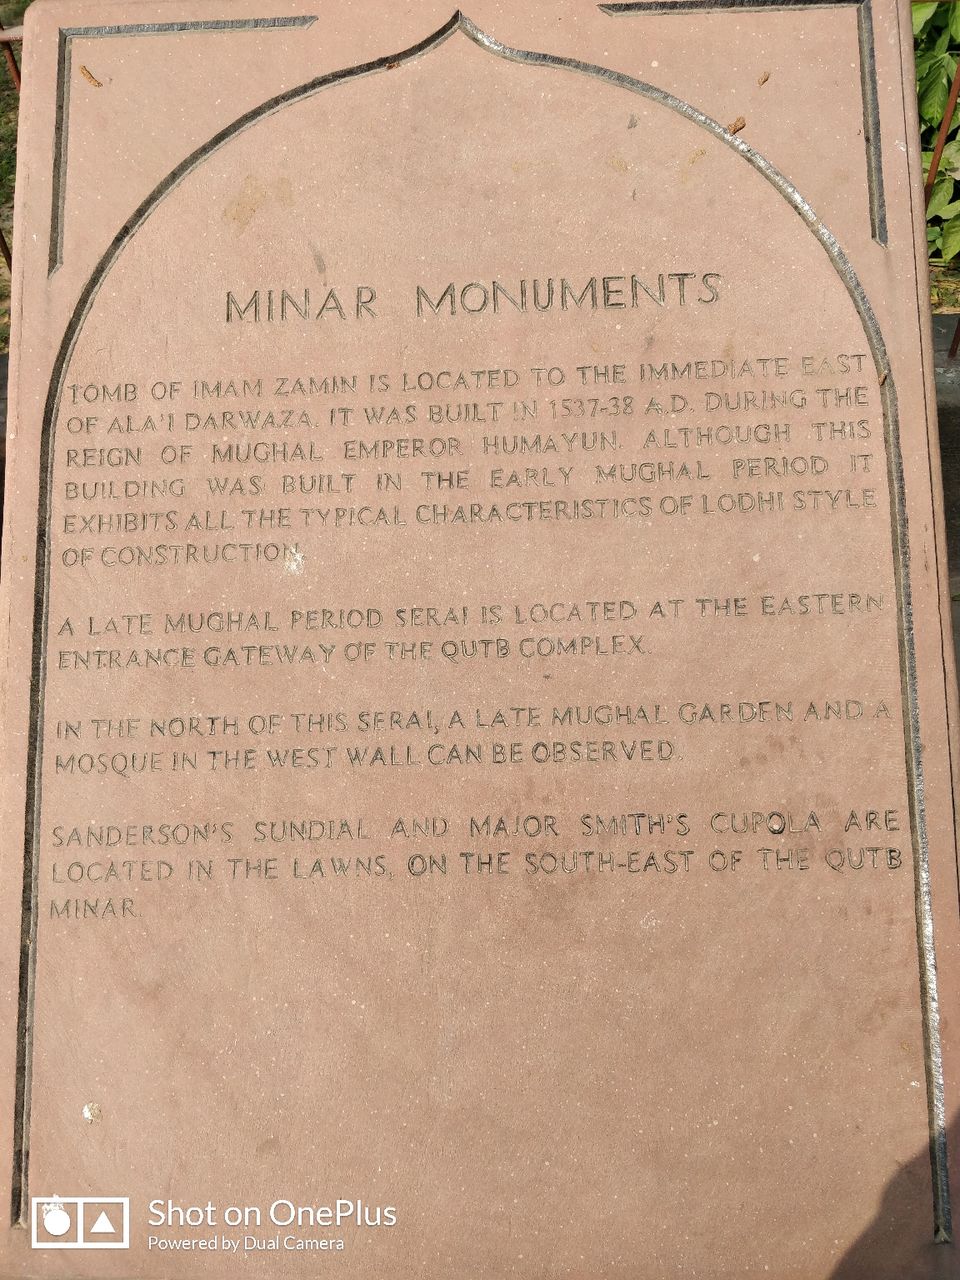 MINAR MONUMENTS
TOMB OF IMAM ZAMIN IS LOCATED TO THE IMMEDIATE EAST
OF ALA'I DARWAZA. IT WAS BUILT IN 1537-38 A.D. DURING THE
REIGN OF MUGHAL EMPEROR HUMAYUN. ALTHOUGH THIS
BUILDING WAS BUILT IN THE EARLY MUGHAL PERIOD IT
EXHIBITS ALL THE TYPICAL CHARACTERISTICS OF LODHI STYLE
OF CONSTRUCTION.
A LATE MUGHAL PERIOD SERAI IS LOCATED AT THE EASTERN
ENTRANCE GATEWAY OF THE QUTB COMPLEX.
IN THE NORTH OF THIS SERAI, A LATE MUGHAL GARDEN AND A
MOSQUE IN THE WEST WALL CAN BE OBSERVED.
SANDERSON'S SUNDIAL AND MAJOR SMITH'S CUPOLA ARE
LOCATED IN THE LAWNS, ON THE SOUTH-EAST OF THE QUTB
MINAR.
Shot on OnePlus
Powered by Dual Camera